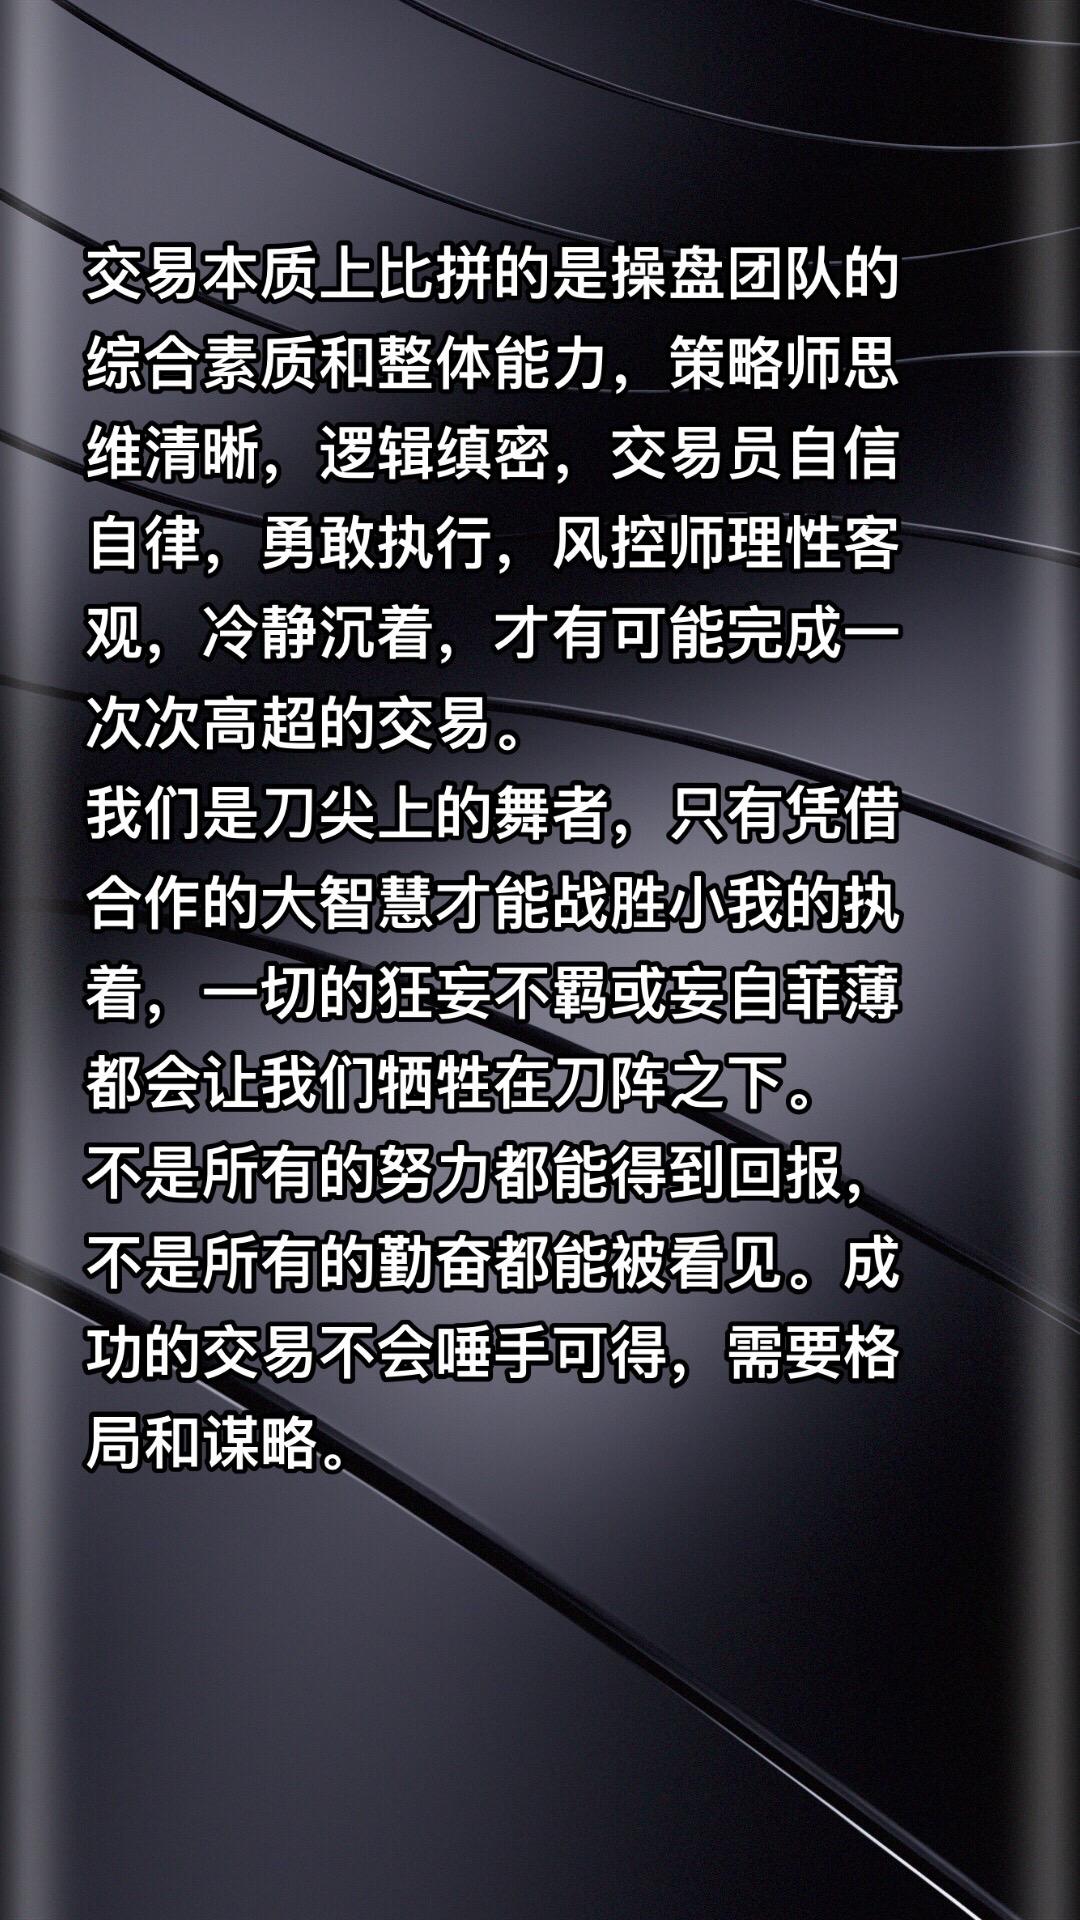 交易本质上比拼的是操盘团队的
综合素质和整体能力，策略师思
维清晰，逻辑缜密，交易员自信
自律，勇敢执行，风控师理性客
观，冷静沉着，才有可能完成一
次次高超的交易。
我们是刀尖上的舞者，只有凭借
合作的大智慧才能战胜小我的执
着，一切的狂妄不羁或妄自菲薄
都会让我们牺牲在刀阵之下。
不是所有的努力都能得到回报，
不是所有的勤奋都能被看见。成
功的交易不会唾手可得，需要格
局和谋略。